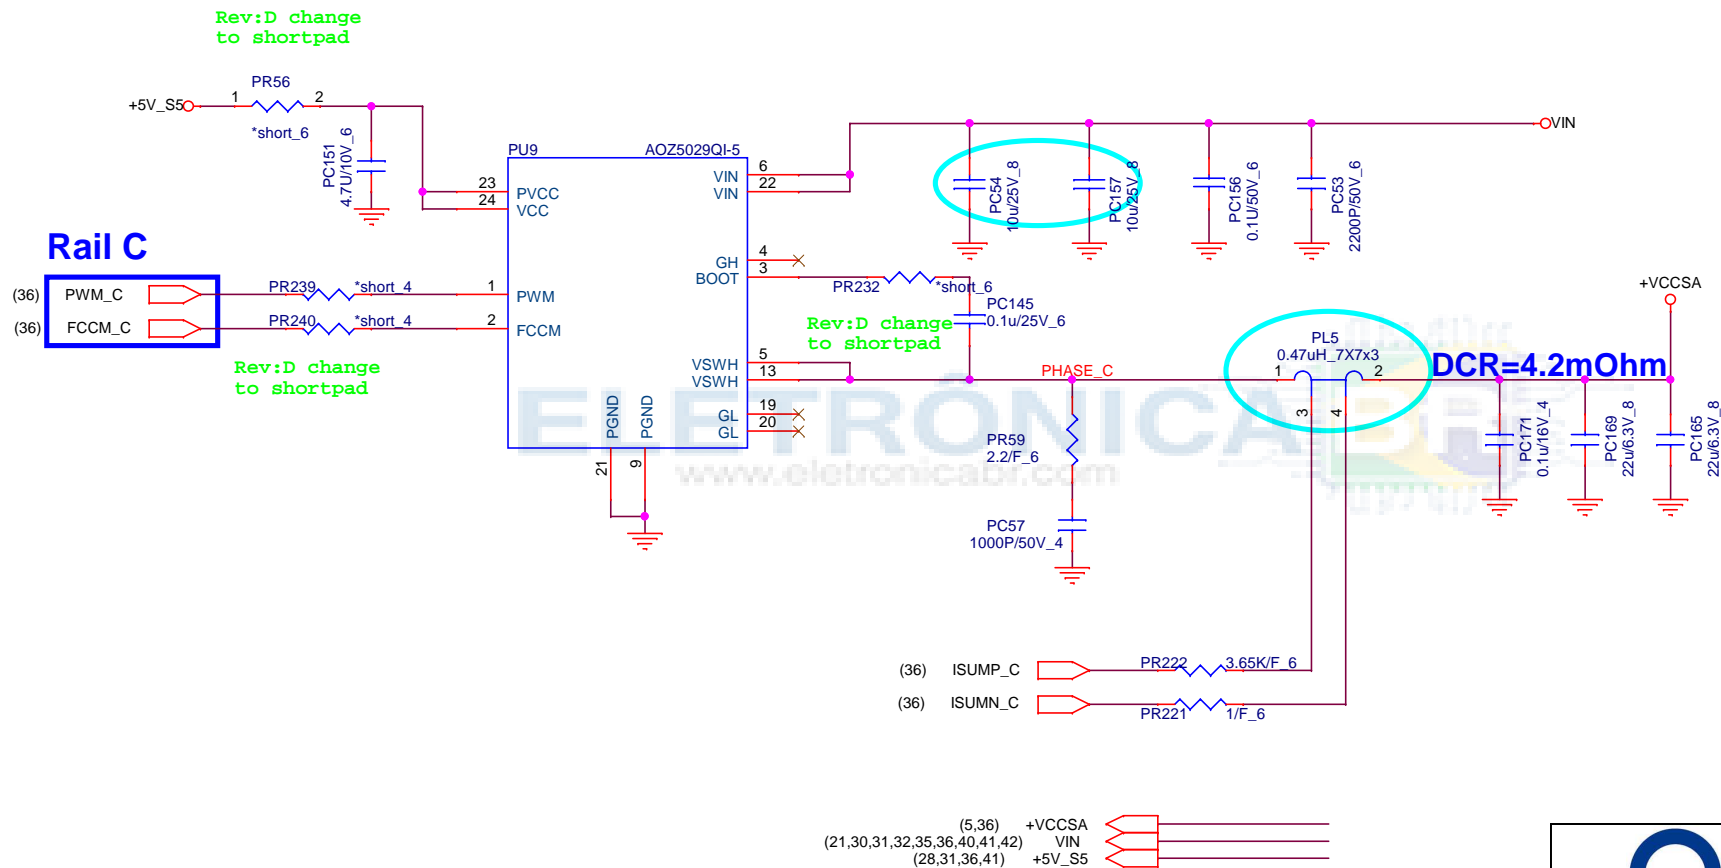 Rev:D change
to shortpad
PR56
+5V_S5
1
2
*short_6
PC151
4.7U/10V_6
PU9
AOZ5029QI-5
23
PVCC
24
VCC
VIN
6
VIN
22
VIN
PC54
10u/25V_8
PC157
10u/25V_8
PC156
0.1U/50V_6
PC53
2200P/50V_6
Rail C
(36)
PWM_C
PR239
*short_4
1
PWM
(36)
FCCM_C
PR240
*short_4
2
FCCM
Rev:D change
to shortpad
GH
4
BOOT
3
PR232
*short_6
PC145
0.1u/25V_6
Rev:D change
to shortpad
VSWH
5
VSWH
13
PHASE_C
GL
19
GL
20
PGND
PGND
21
9
PL5
0.47uH_7X7x3
1
2
3
4
DCR=4.2mOhm
+VCCSA
PC171
0.1u/16V_4
PC169
22u/6.3V_8
PC165
22u/6.3V_8
PR59
2.2/F_6
PC57
1000P/50V_4
ELETRÔNICA BR
www.eletronicabr.com
(36)
ISUMP_C
PR222
3.65K/F_6
(36)
ISUMN_C
PR221
1/F_6
(5,36)
+VCCSA
(21,30,31,32,35,36,40,41,42)
VIN
(28,31,36,41)
+5V_S5